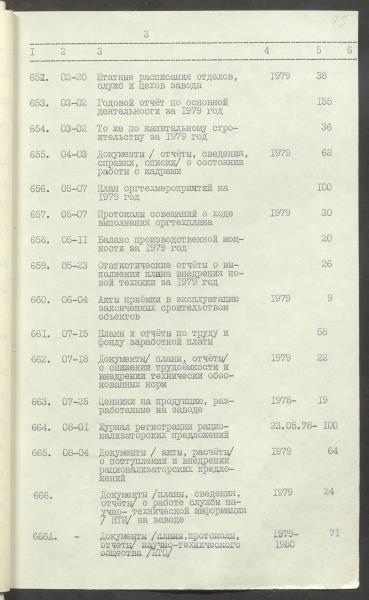 3
1 2 3 4 5 6
652. 02-20 Штатные расписания отделов, 1979 38
служб и цехов завода
653. 03-02 Годовой отчёт по основной 155
деятельности за 1979 год
654. 03-02 То же по капитальному стро- 36
ительству за 1979 год
655. 04-03 Документы / отчёты, сведения, 1979 68
справки, списки/ о состоянии
работы с кадрами
656. 05-07 План оргтехмероприятий на 100
1979 год
657. 05-07 Протоколы совещаний о ходе 1979 30
выполнения оргтехплана
658. 05-11 Баланс производственной мощ- 20
ности за 1979 год
659. 05-23 Статистические отчёты о вы- 26
полнении плана внедрения но-
вой техники за 1979 год
660. 06-04 Акты приёмки в эксплуатацию 1979 9
законченных строительством
объектов
661. 07-15 Планы и отчёты по труду и 58
фонду заработной платы
662. 07-18 Документы/ планы, отчёты/ 1979 22
о снижении трудоёмкости и
внедрении технически обос-
нованных норм
663. 07-25 Ценники на продукцию, раз- 1978- 19
работанные на заводе
664. 08-01 Журнал регистрации рацио- 23.05.78- 100
нализаторских предложений
665. 08-04 Документы / акты, расчёты/ 1979 64
о поступлении и внедрении
рационализаторских предло-
жений
666. Документы /планы, сведения, 1979 24
отчёты/ о работе службы на-
учно-технической информации
/ НТИ/ на заводе
666А. - Документы /планы,протоколы, 1979- 71
отчеты/ научно-технического 1980
общества /НТО/